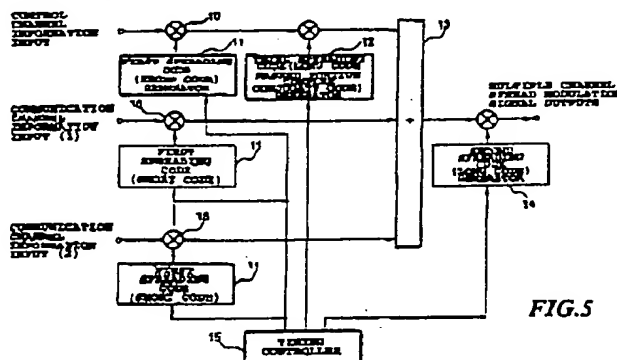 CONTROL
CHANNEL
INFORMATION
INPUT
10
11
FIRST SPREADING
CODE
(SHORT CODE)
GENERATOR
12
13
COMMUNICATION
CHANNEL
INFORMATION
INPUT (1)
10
FIRST
SPREADING
CODE
(SHORT CODE)
11
MULTIPLE CHANNEL
SPREAD MODULATION
SIGNAL OUTPUTS
SECOND
SPREADING
CODE
(LONG CODE)
GENERATOR
14
COMMUNICATION
CHANNEL
INFORMATION
INPUT (2)
SPREADING
CODE
(SHORT CODE)
11
15
TIMING
CONTROLLER
FIG.5